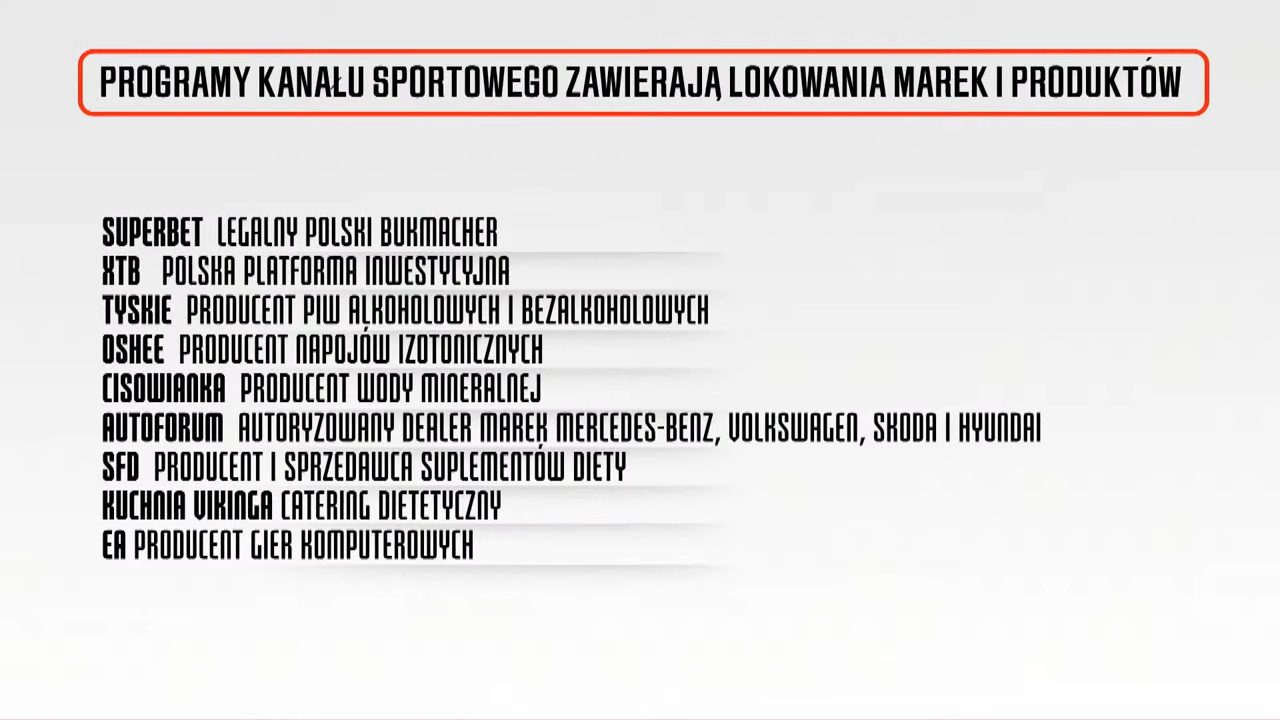 PROGRAMY KANAŁU SPORTOWEGO ZAWIERAJĄ LOKOWANIA MAREK I PRODUKTÓW
SUPERBET LEGALNY POLSKI BUKMACHER
XTB POLSKA PLATFORMA INWESTYCYJNA
TYSKIE PRODUCENT PIW ALKOHOLOWYCH I BEZALKOHOLOWYCH
OSHEE PRODUCENT NAPOJÓW IZOTONICZNYCH
CISOWIANKA PRODUCENT WODY MINERALNEJ
AUTOFORUM AUTORYZOWANY DEALER MAREK MERCEDES-BENZ, VOLKSWAGEN, SKODA I HYUNDAI
SFD PRODUCENT I SPRZEDAWCA SUPLEMENTÓW DIETY
KUCHNIA VIKINGA CATERING DIETETYCZNY
EA PRODUCENT GIER KOMPUTEROWYCH